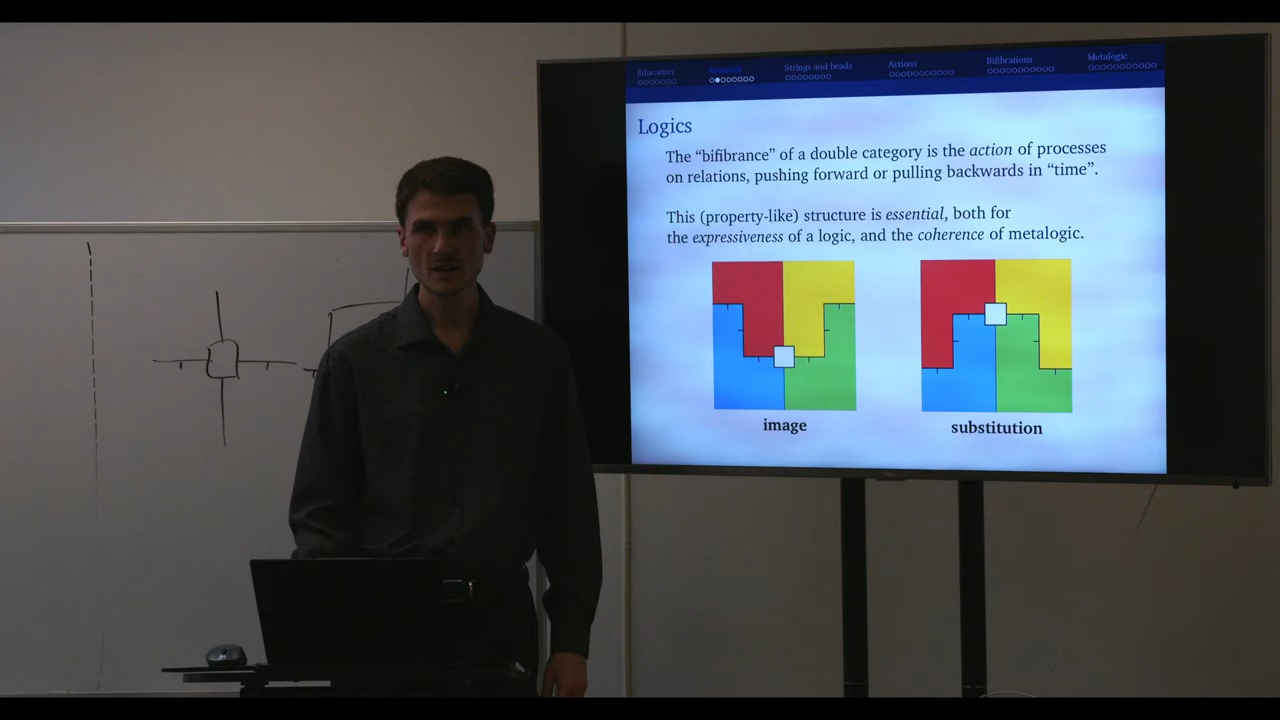 Education
Research
Strings and beads
Actions
Bifibrations
Metalogic
Logics
The “bifibrance” of a double category is the action of processes
on relations, pushing forward or pulling backwards in “time”.
This (property-like) structure is essential, both for
the expressiveness of a logic, and the coherence of metalogic.
image
substitution